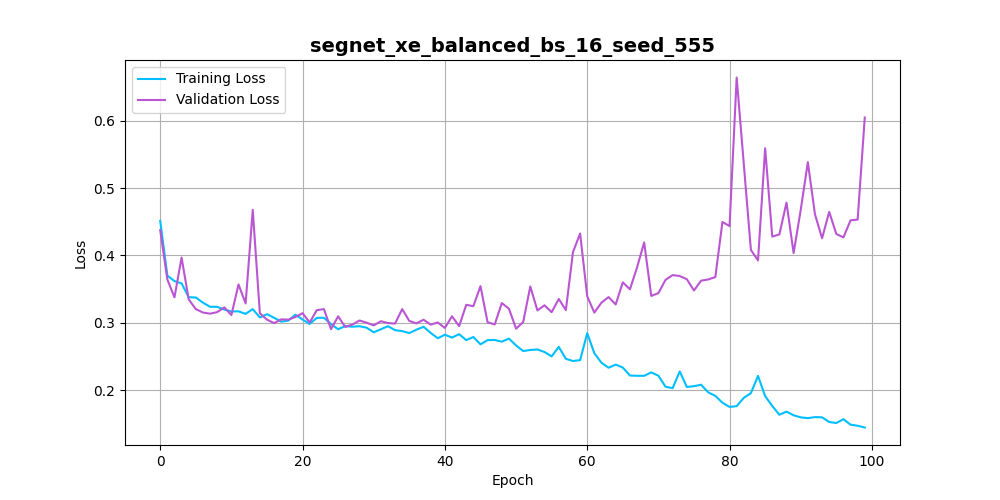 segnet_xe_balanced_bs_16_seed_555
Training Loss
Validation Loss
0.6
0.5
0.4
0.3
0.2
Loss
0
20
40
60
80
100
Epoch